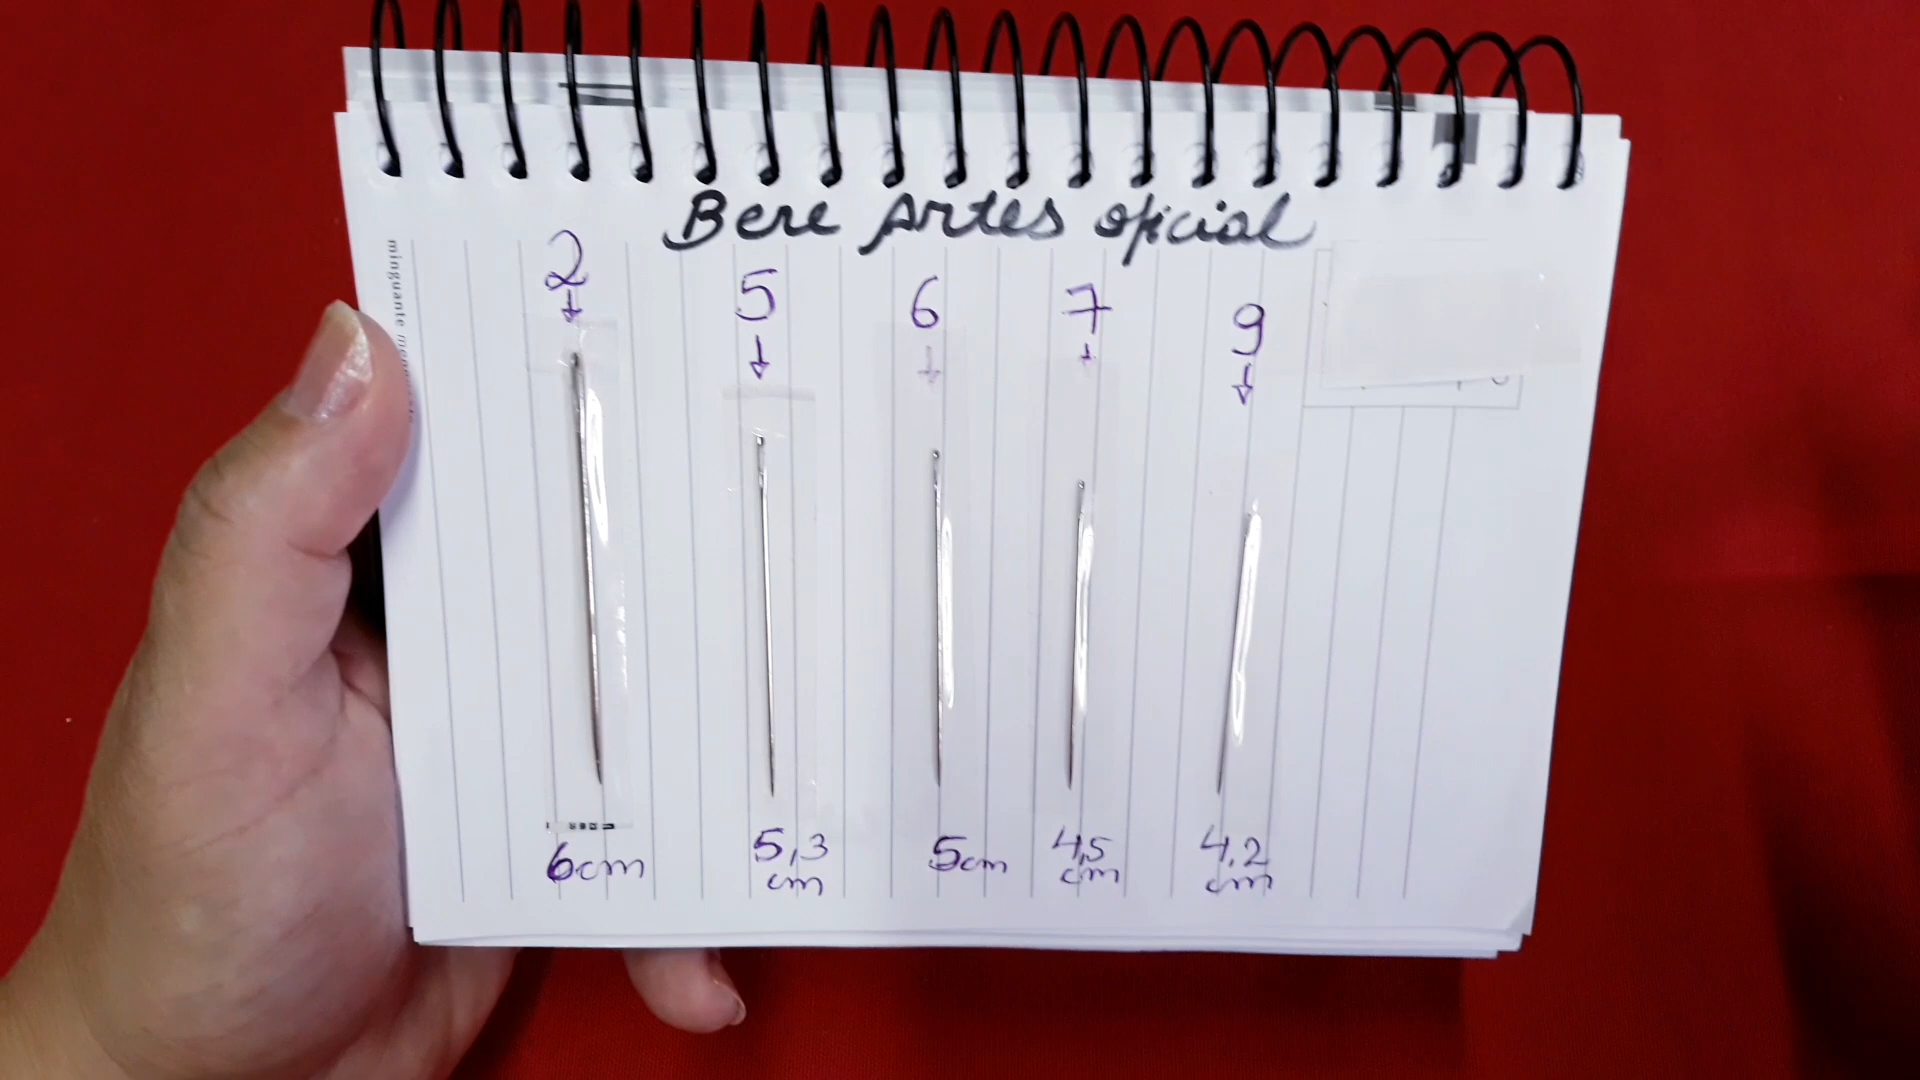 Bere Artes oficial
2 5 6 7 9
6cm 5,3 cm 5cm 4,5 cm 4,2 cm
minguante